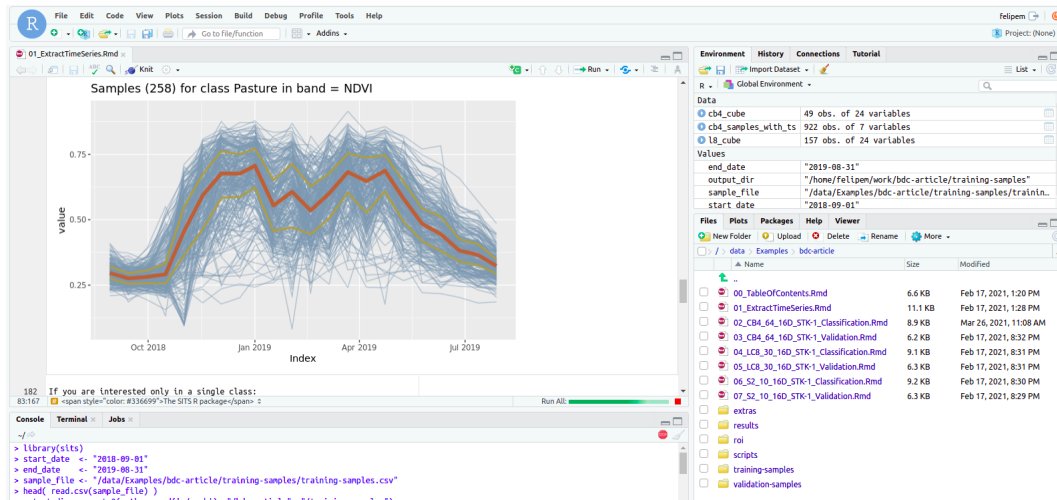 File Edit Code View Plots Session Build Debug Profile Tools Help
felipem
R
Go to file/function
Addins
Project: (None)
01_ExtractTimeSeries.Rmd
ABC Knit
Run
Samples (258) for class Pasture in band = NDVI
0.75
0.50
0.25
value
Oct 2018 Jan 2019 Apr 2019 Jul 2019
Index
182 If you are interested only in a single class:
83:167 <span style="color: #336699">The SITS R package</span>
Run All:
Console Terminal Jobs
~/
> library(sits)
> start_date <- "2018-09-01"
> end_date <- "2019-08-31"
> sample_file <- "/data/Examples/bdc-article/training-samples/training-samples.csv"
> head( read.csv(sample_file) )
Environment History Connections Tutorial
Import Dataset
List
R Global Environment
Data
cb4_cube 49 obs. of 24 variables
cb4_samples_with_ts 922 obs. of 7 variables
l8_cube 157 obs. of 24 variables
Values
end_date "2019-08-31"
output_dir "/home/felipem/work/bdc-article/training-samples"
sample_file "/data/Examples/bdc-article/training-samples/trainin…
start_date "2018-09-01"
Files Plots Packages Help Viewer
New Folder Upload Delete Rename More
/ data Examples bdc-article
Name Size Modified
..
00_TableOfContents.Rmd 6.6 KB Feb 17, 2021, 1:20 PM
01_ExtractTimeSeries.Rmd 11.1 KB Feb 17, 2021, 1:28 PM
02_CB4_64_16D_STK-1_Classification.Rmd 8.9 KB Mar 26, 2021, 11:08 AM
03_CB4_64_16D_STK-1_Validation.Rmd 6.2 KB Feb 17, 2021, 8:32 PM
04_LC8_30_16D_STK-1_Classification.Rmd 9.1 KB Feb 17, 2021, 8:31 PM
05_LC8_30_16D_STK-1_Validation.Rmd 6.3 KB Feb 17, 2021, 8:31 PM
06_S2_10_16D_STK-1_Classification.Rmd 9.2 KB Feb 17, 2021, 8:30 PM
07_S2_10_16D_STK-1_Validation.Rmd 6.3 KB Feb 17, 2021, 8:29 PM
extras
results
roi
scripts
training-samples
validation-samples